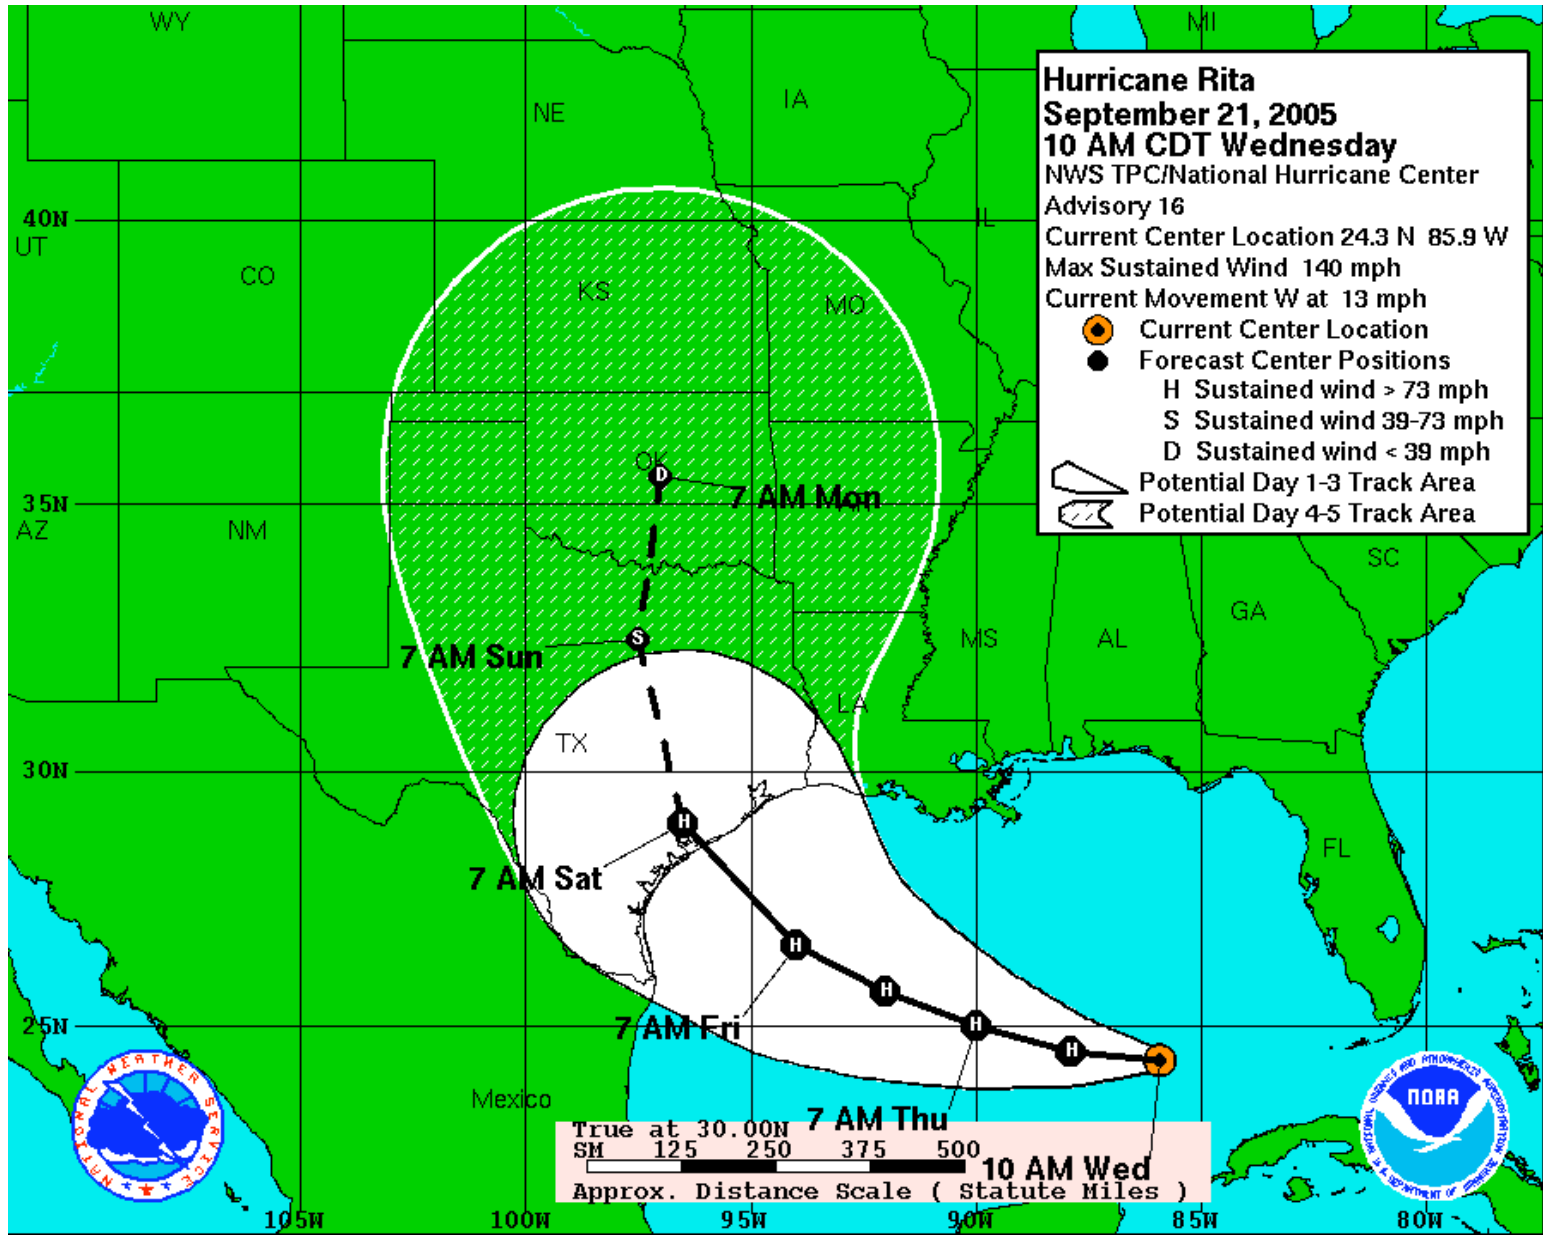 WY
MI
NE
IA
Hurricane Rita
September 21, 2005
10 AM CDT Wednesday
NWS TPC/National Hurricane Center
Advisory 16
Current Center Location 24.3 N 85.9 W
Max Sustained Wind 140 mph
Current Movement W at 13 mph
Current Center Location
Forecast Center Positions
H Sustained wind > 73 mph
S Sustained wind 39-73 mph
D Sustained wind < 39 mph
Potential Day 1-3 Track Area
Potential Day 4-5 Track Area
40N
IL
UT
CO
KS
MO
OK
D
7 AM Mon
35N
AZ
NM
SC
GA
S
MS
AL
7 AM Sun
LA
TX
30N
H
FL
7 AM Sat
H
H
7 AM Fri
H
25N
H
NATIONAL WEATHER SERVICE
NOAA
Mexico
7 AM Thu
True at 30.00N
SM 125 250 375 500
10 AM Wed
Approx. Distance Scale ( Statute Miles )
105W 100W 95W 90W 85W 80W